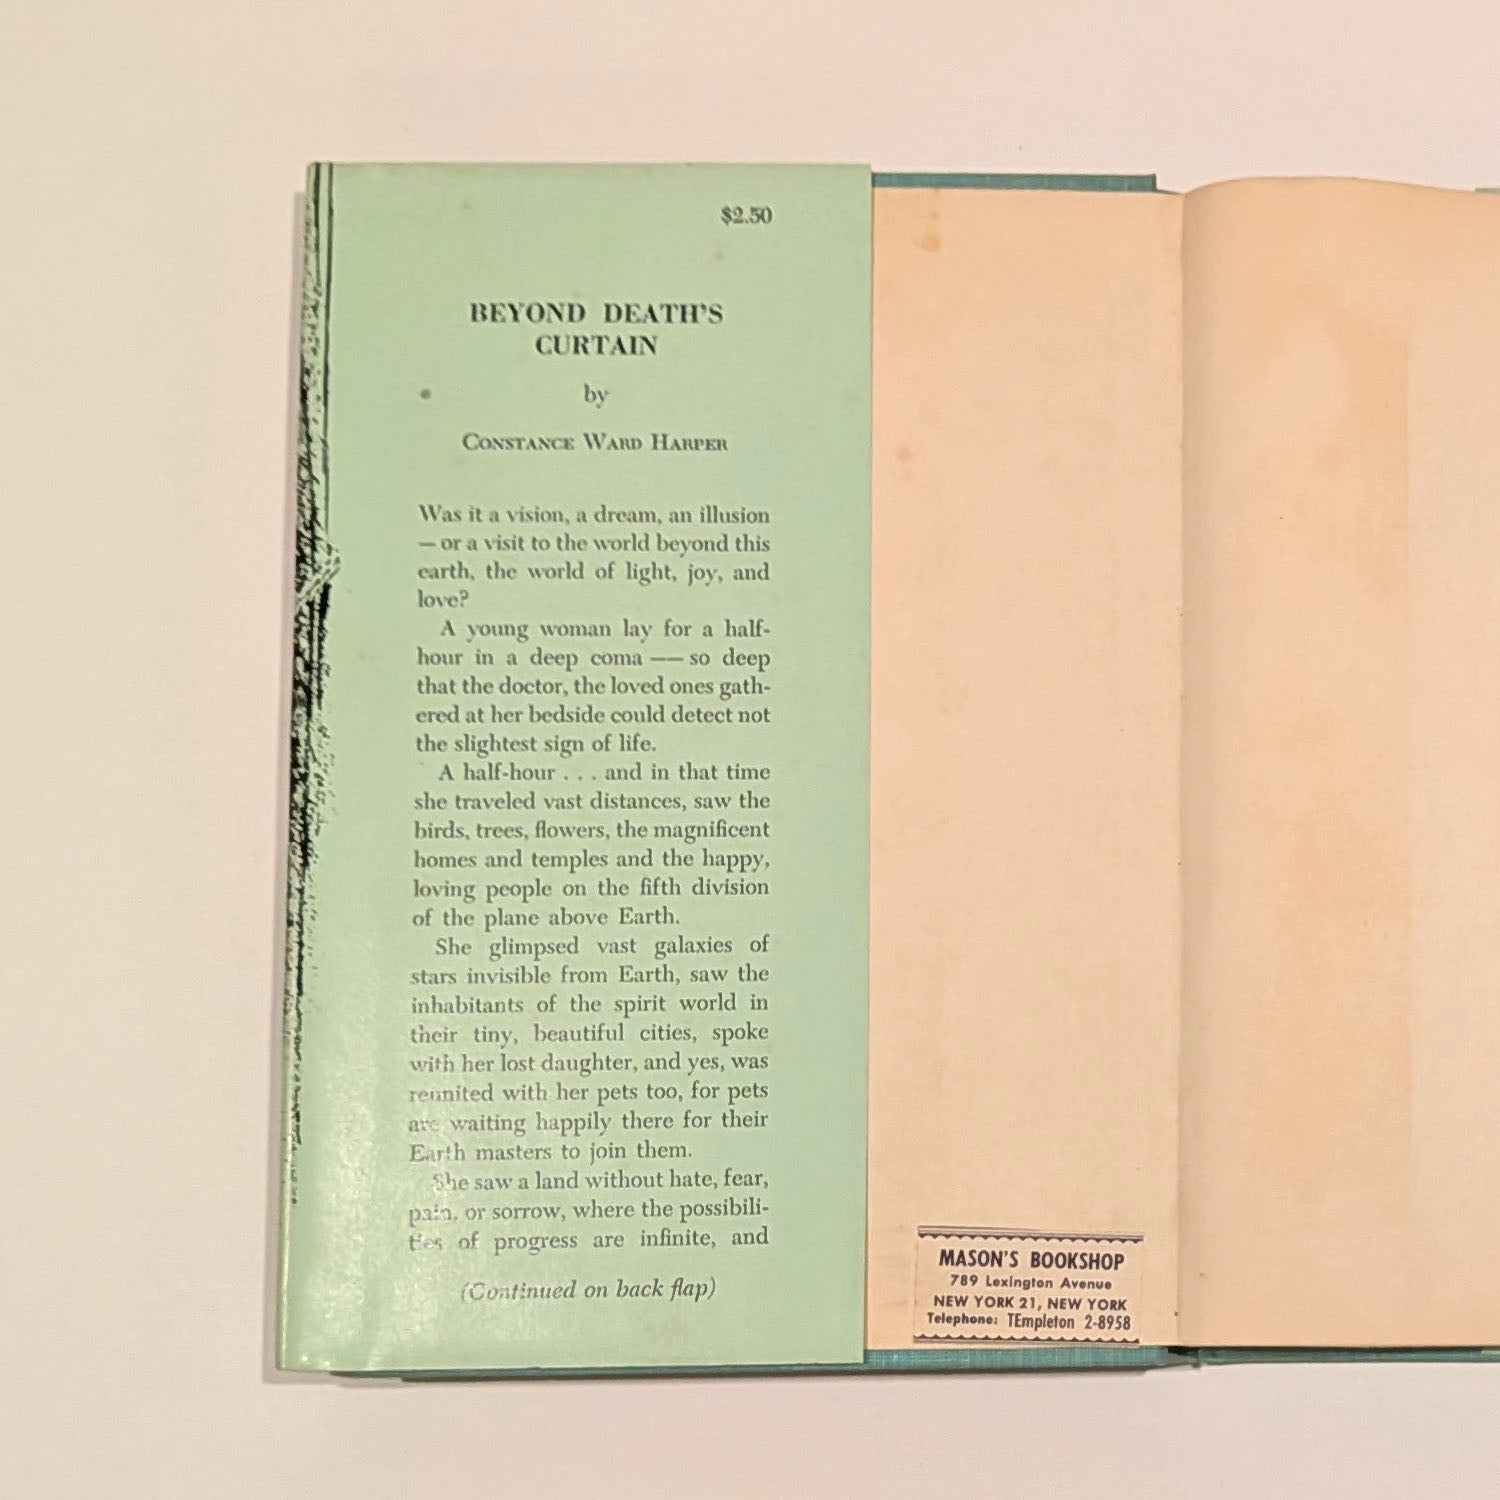 $2.50
BEYOND DEATH'S
CURTAIN
by
CONSTANCE WARD HARPER
Was it a vision, a dream, an illusion
— or a visit to the world beyond this
earth, the world of light, joy, and
love?
A young woman lay for a half-
hour in a deep coma — so deep
that the doctor, the loved ones gath-
ered at her bedside could detect not
the slightest sign of life.
A half-hour . . . and in that time
she traveled vast distances, saw the
birds, trees, flowers, the magnificent
homes and temples and the happy,
loving people on the fifth division
of the plane above Earth.
She glimpsed vast galaxies of
stars invisible from Earth, saw the
inhabitants of the spirit world in
their tiny, beautiful cities, spoke
with her lost daughter, and yes, was
reunited with her pets too, for pets
are waiting happily there for their
Earth masters to join them.
She saw a land without hate, fear,
pain, or sorrow, where the possibili-
ties of progress are infinite, and
(Continued on back flap)
MASON'S BOOKSHOP
789 Lexington Avenue
NEW YORK 21, NEW YORK
Telephone: TEmpleton 2-8958